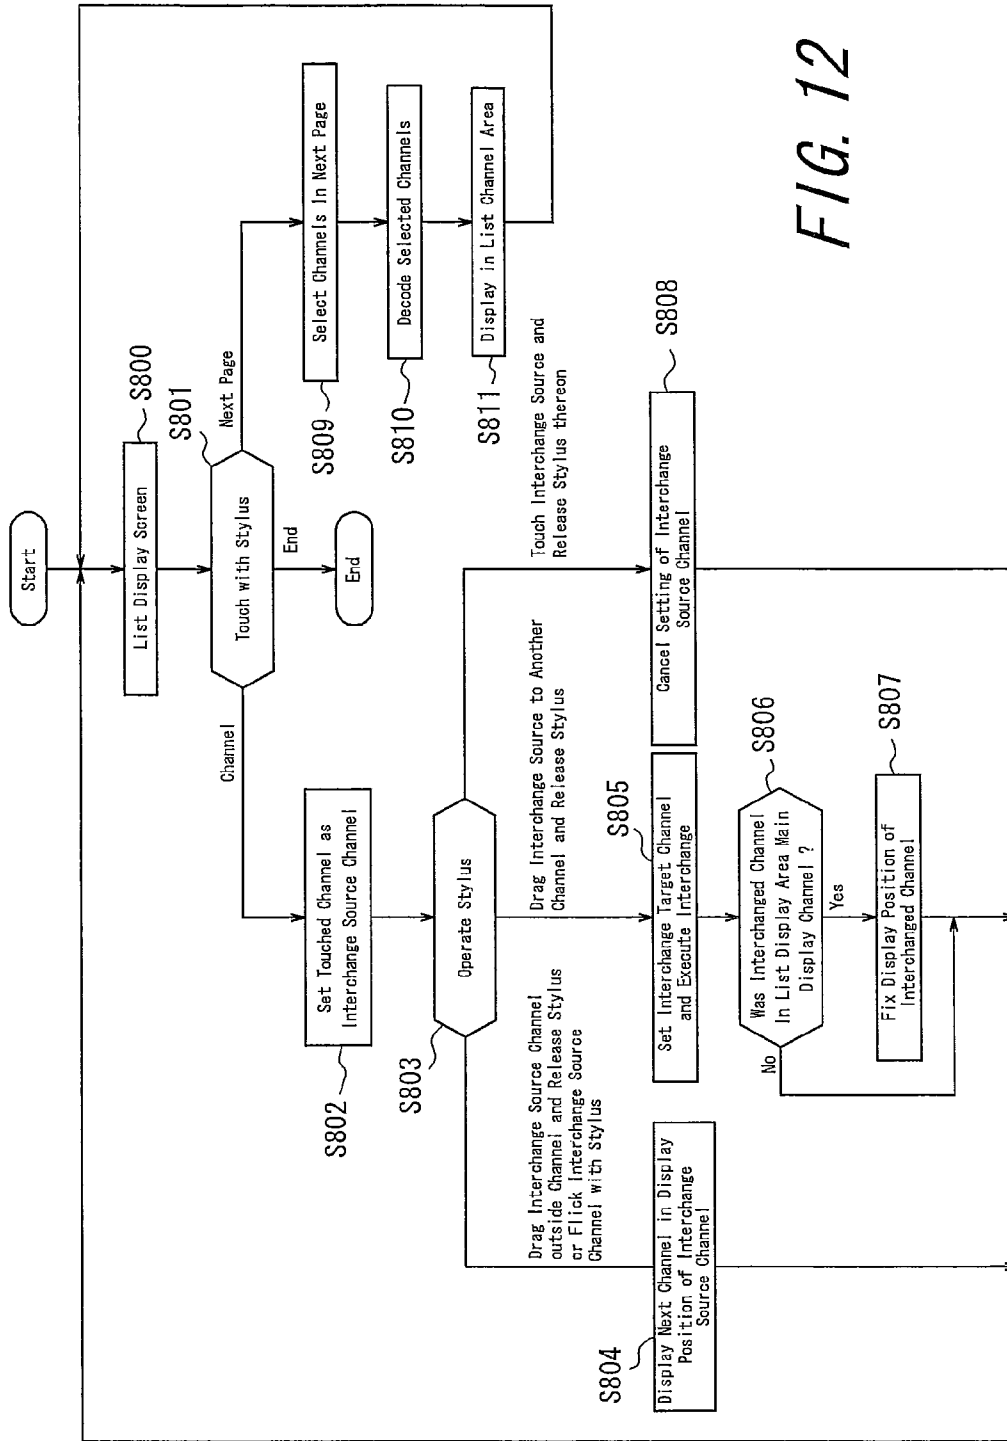 Start
List Display Screen
S800
S801
Touch with Stylus
Channel
Next Page
End
End
Set Touched Channel as
Interchange Source Channel
S802
Select Channels In Next Page
S809
Decode Selected Channels
S810
Display in List Channel Area
S811
Operate Stylus
S803
Drag Interchange Source Channel
outside Channel and Release Stylus
or Flick Interchange Source
Channel with Stylus
Drag Interchange Source to Another
Channel and Release Stylus
Touch Interchange Source and
Release Stylus thereon
Display Next Channel in Display
Position of Interchange
Source Channel
S804
Set Interchange Target Channel
and Execute Interchange
S805
Cancel Setting of Interchange
Source Channel
S808
Was Interchanged Channel
In List Display Area Main
Display Channel ?
S806
No
Yes
Fix Display Position of
Interchanged Channel
S807
FIG. 12